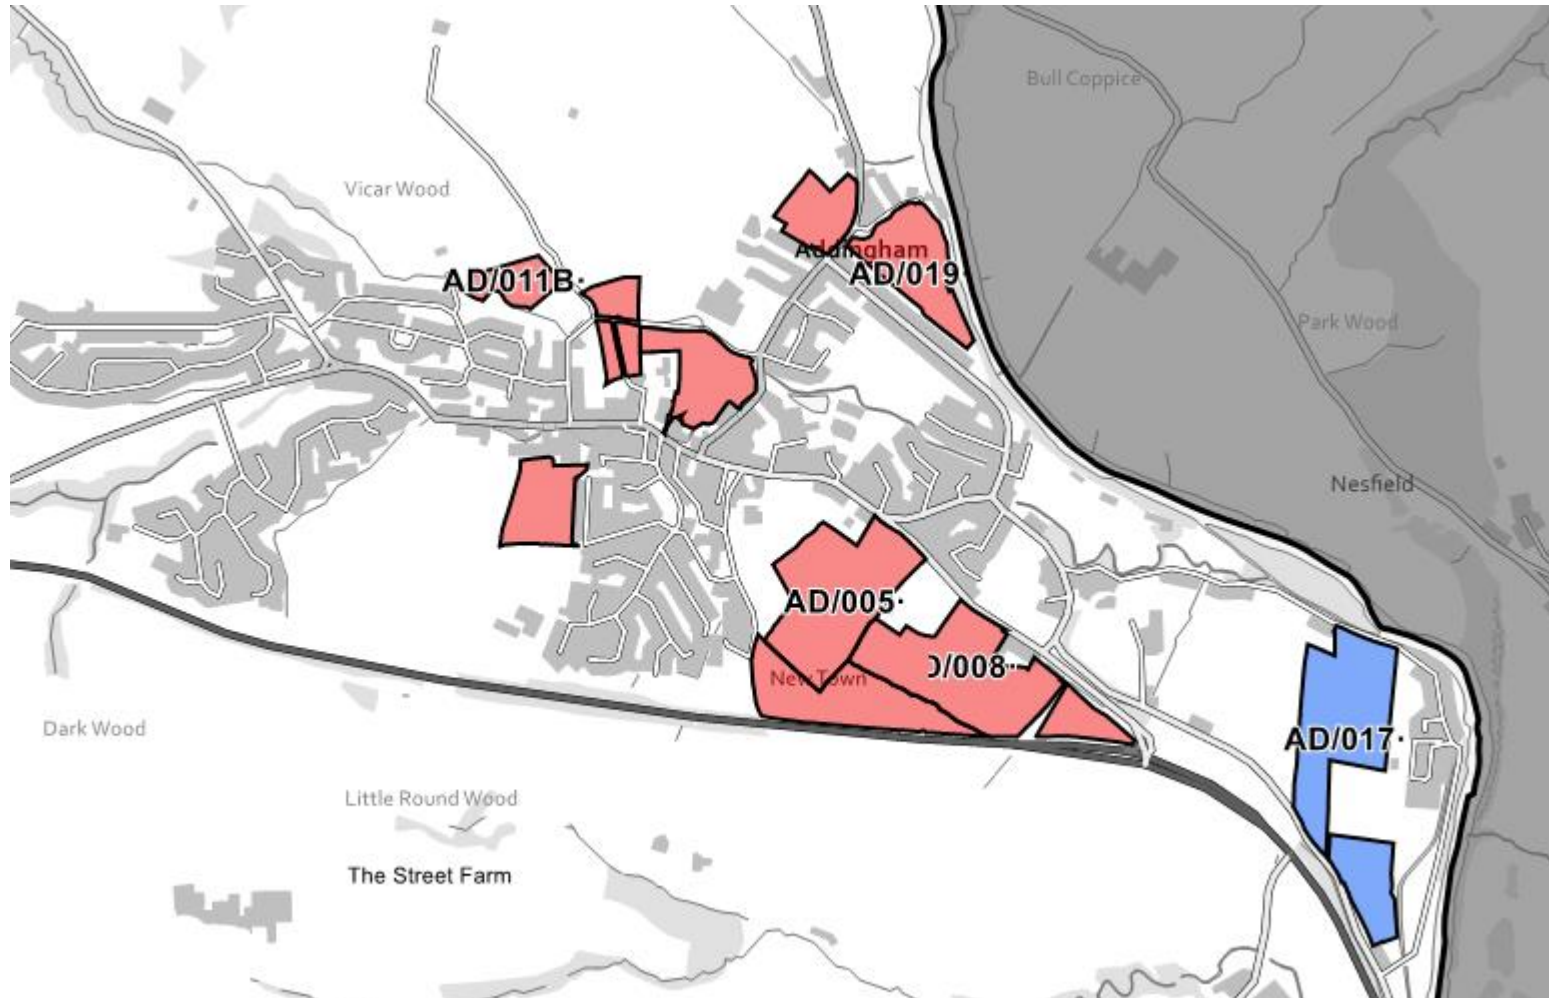 Bull Coppice
Vicar Wood
Addingham
AD/019
AD/011B
Park Wood
Nesfield
AD/005
/008
New Town
Dark Wood
AD/017
Little Round Wood
The Street Farm